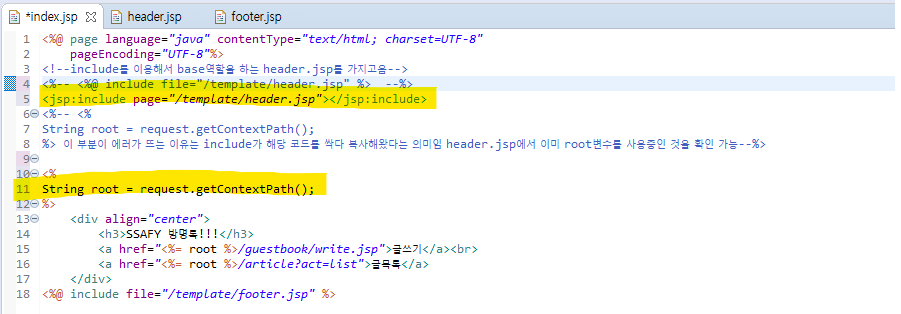 *index.jsp header.jsp footer.jsp
1 <%@ page language="java" contentType="text/html; charset=UTF-8"
2 pageEncoding="UTF-8"%>
3 <!--include를 이용해서 base역할을 하는 header.jsp를 가지고옴-->
4 <%-- <%@ include file="/template/header.jsp" %> --%>
5 <jsp:include page="/template/header.jsp"></jsp:include>
6 <%-- <%
7 String root = request.getContextPath();
8 %> 이 부분이 에러가 뜨는 이유는 include가 해당 코드를 싹다 복사해왔다는 의미임 header.jsp에서 이미 root변수를 사용중인 것을 확인 가능--%>
9
10 <%
11 String root = request.getContextPath();
12 %>
13 <div align="center">
14 <h3>SSAFY 방명록!!!</h3>
15 <a href="<%= root %>/guestbook/write.jsp">글쓰기</a><br>
16 <a href="<%= root %>/article?act=list">글목록</a>
17 </div>
18 <%@ include file="/template/footer.jsp" %>